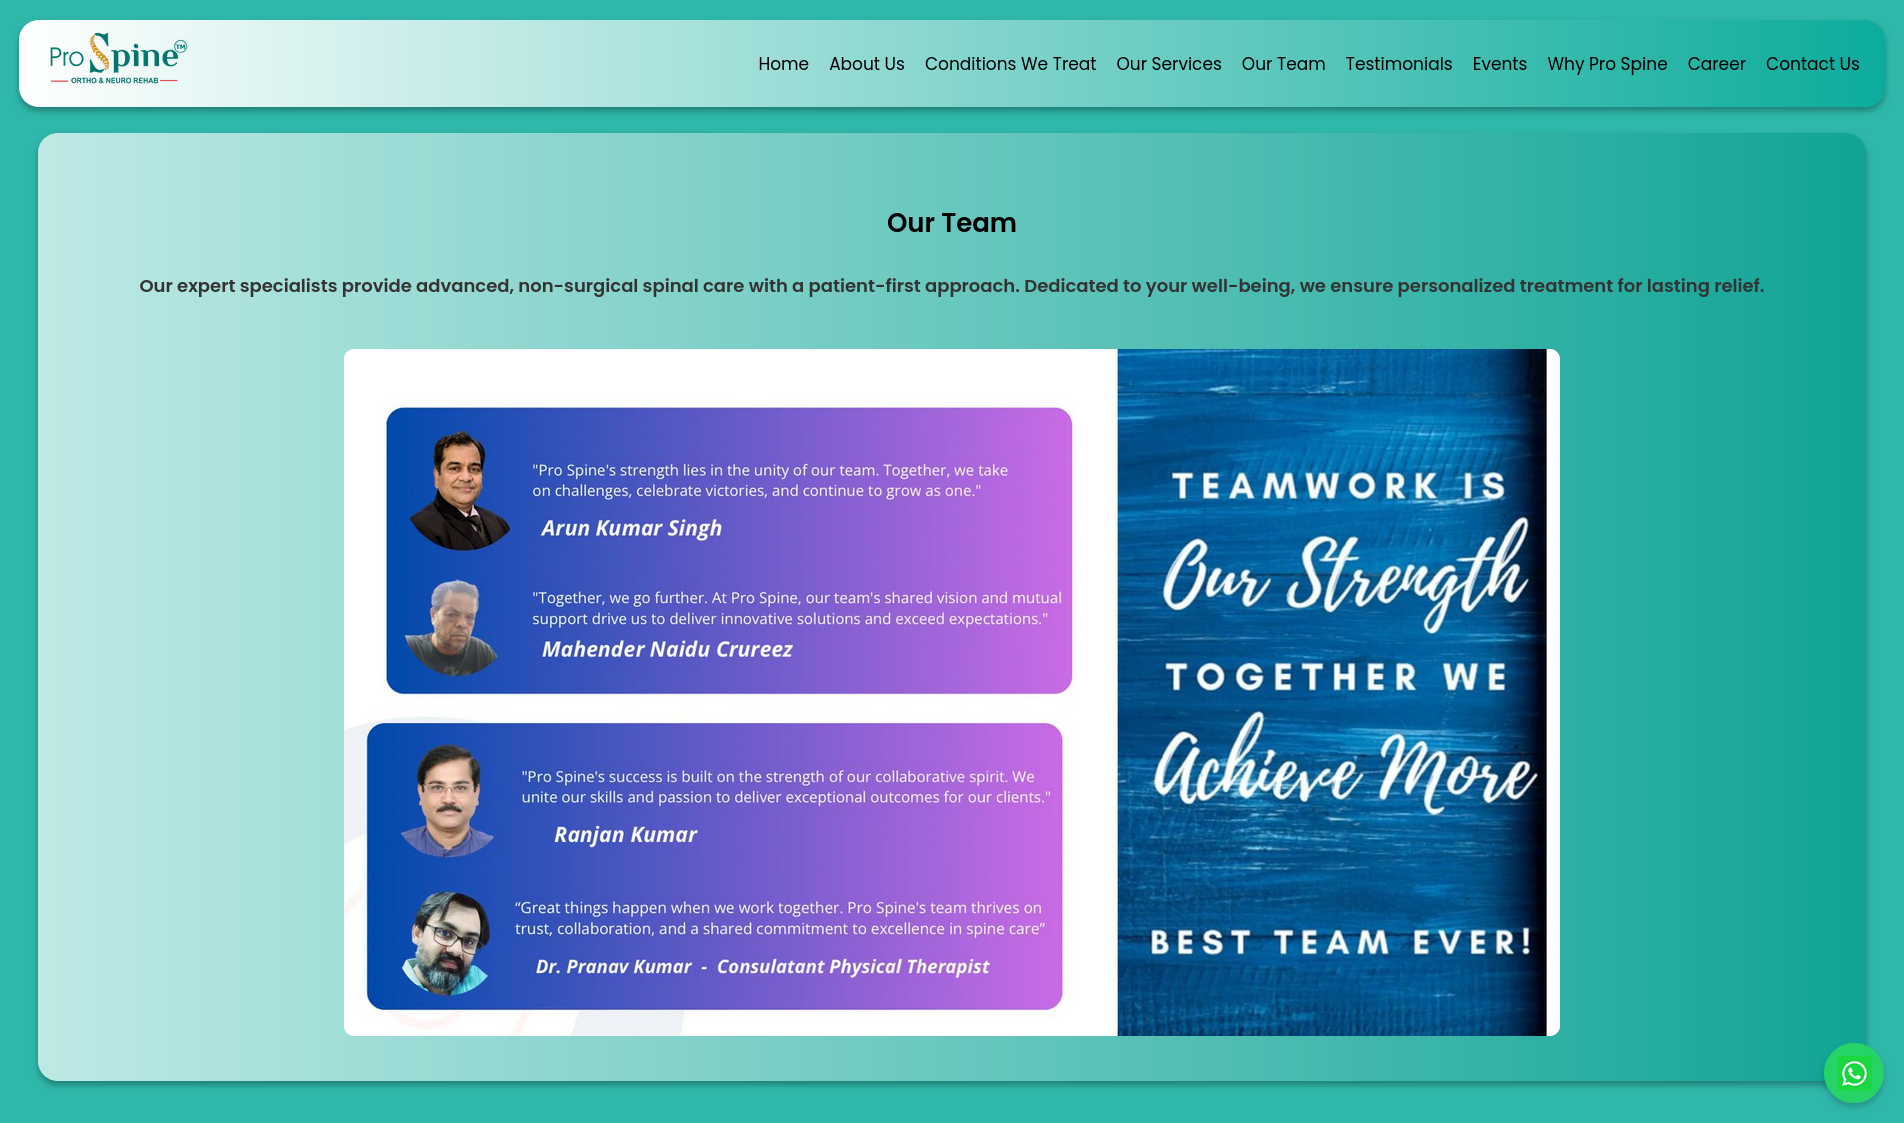 Pro Spine TM
ORTHO & NEURO REHAB
Home About Us Conditions We Treat Our Services Our Team Testimonials Events Why Pro Spine Career Contact Us
Our Team
Our expert specialists provide advanced, non-surgical spinal care with a patient-first approach. Dedicated to your well-being, we ensure personalized treatment for lasting relief.
"Pro Spine's strength lies in the unity of our team. Together, we take
on challenges, celebrate victories, and continue to grow as one."
Arun Kumar Singh
"Together, we go further. At Pro Spine, our team's shared vision and mutual
support drive us to deliver innovative solutions and exceed expectations."
Mahender Naidu Crureez
"Pro Spine's success is built on the strength of our collaborative spirit. We
unite our skills and passion to deliver exceptional outcomes for our clients."
Ranjan Kumar
“Great things happen when we work together. Pro Spine's team thrives on
trust, collaboration, and a shared commitment to excellence in spine care”
Dr. Pranav Kumar - Consulatant Physical Therapist
TEAMWORK IS
Our Strength
TOGETHER WE
Achieve More
BEST TEAM EVER!